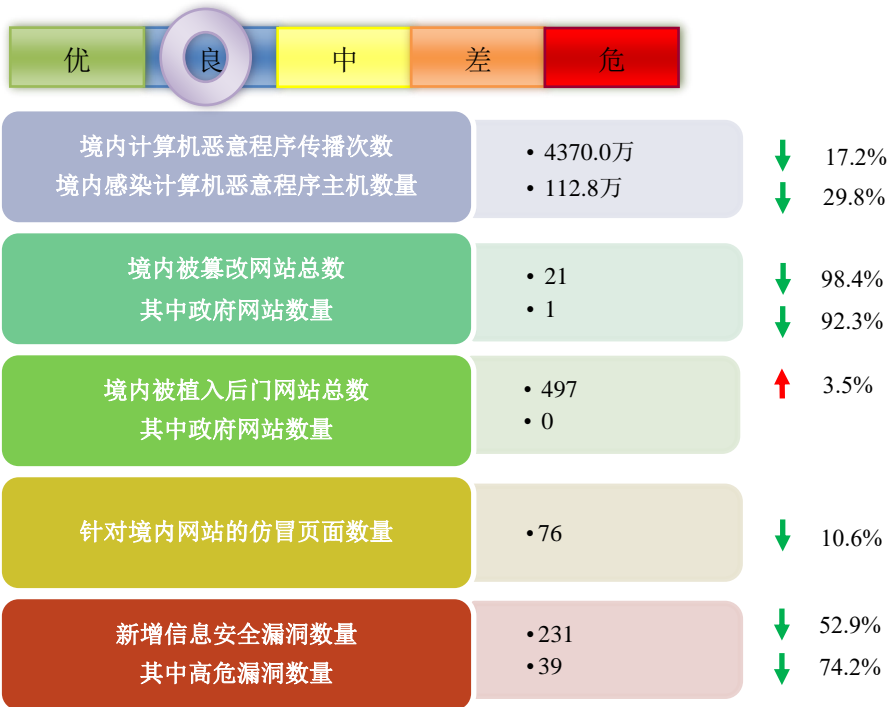 优 良 中 差 危
境内计算机恶意程序传播次数
• 4370.0万
17.2%
境内感染计算机恶意程序主机数量
• 112.8万
29.8%
境内被篡改网站总数
• 21
98.4%
其中政府网站数量
• 1
92.3%
境内被植入后门网站总数
• 497
3.5%
其中政府网站数量
• 0
针对境内网站的仿冒页面数量
•76
10.6%
新增信息安全漏洞数量
•231
52.9%
其中高危漏洞数量
•39
74.2%